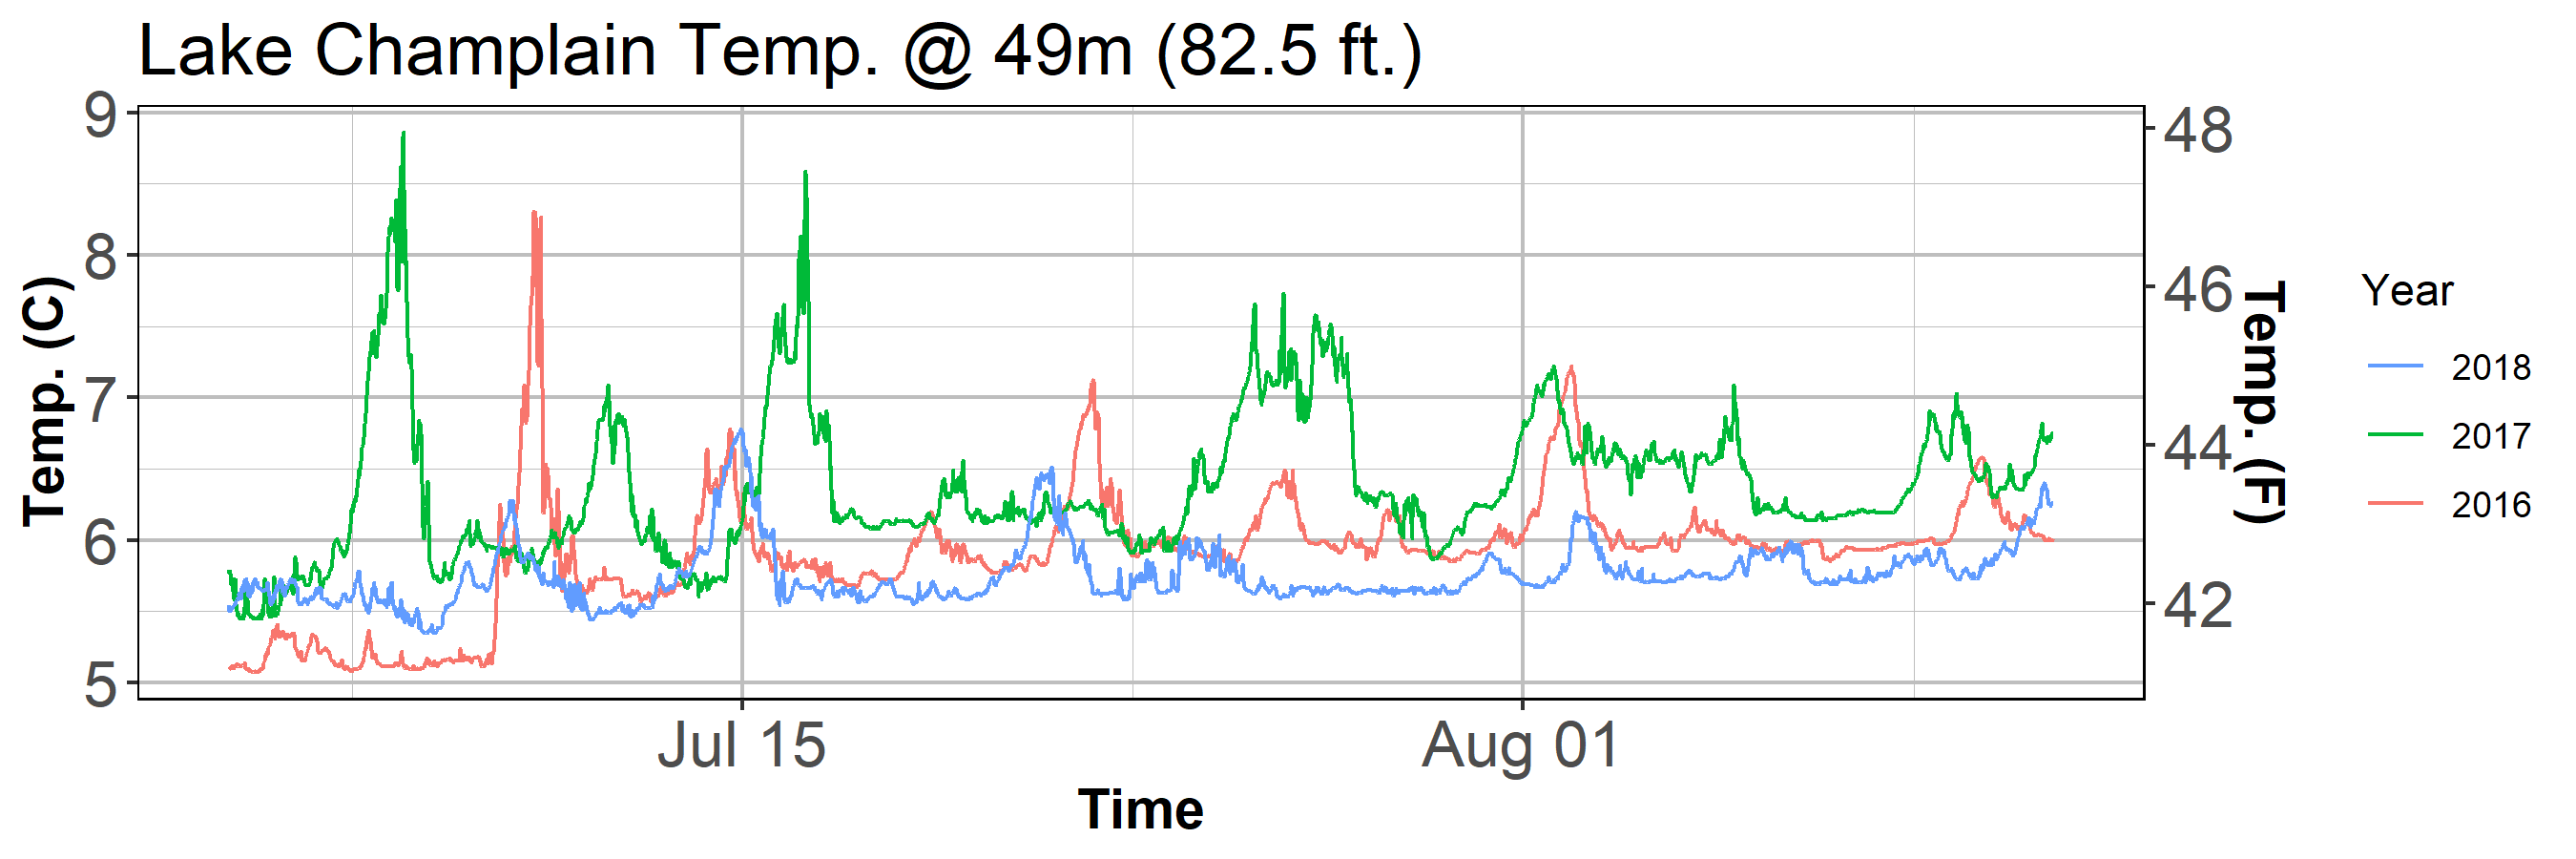 Lake Champlain Temp. @ 49m (82.5 ft.)
9
8
7
6
5
Temp. (C)
48
46
44
42
Temp. (F)
Jul 15
Aug 01
Time
Year
2018
2017
2016